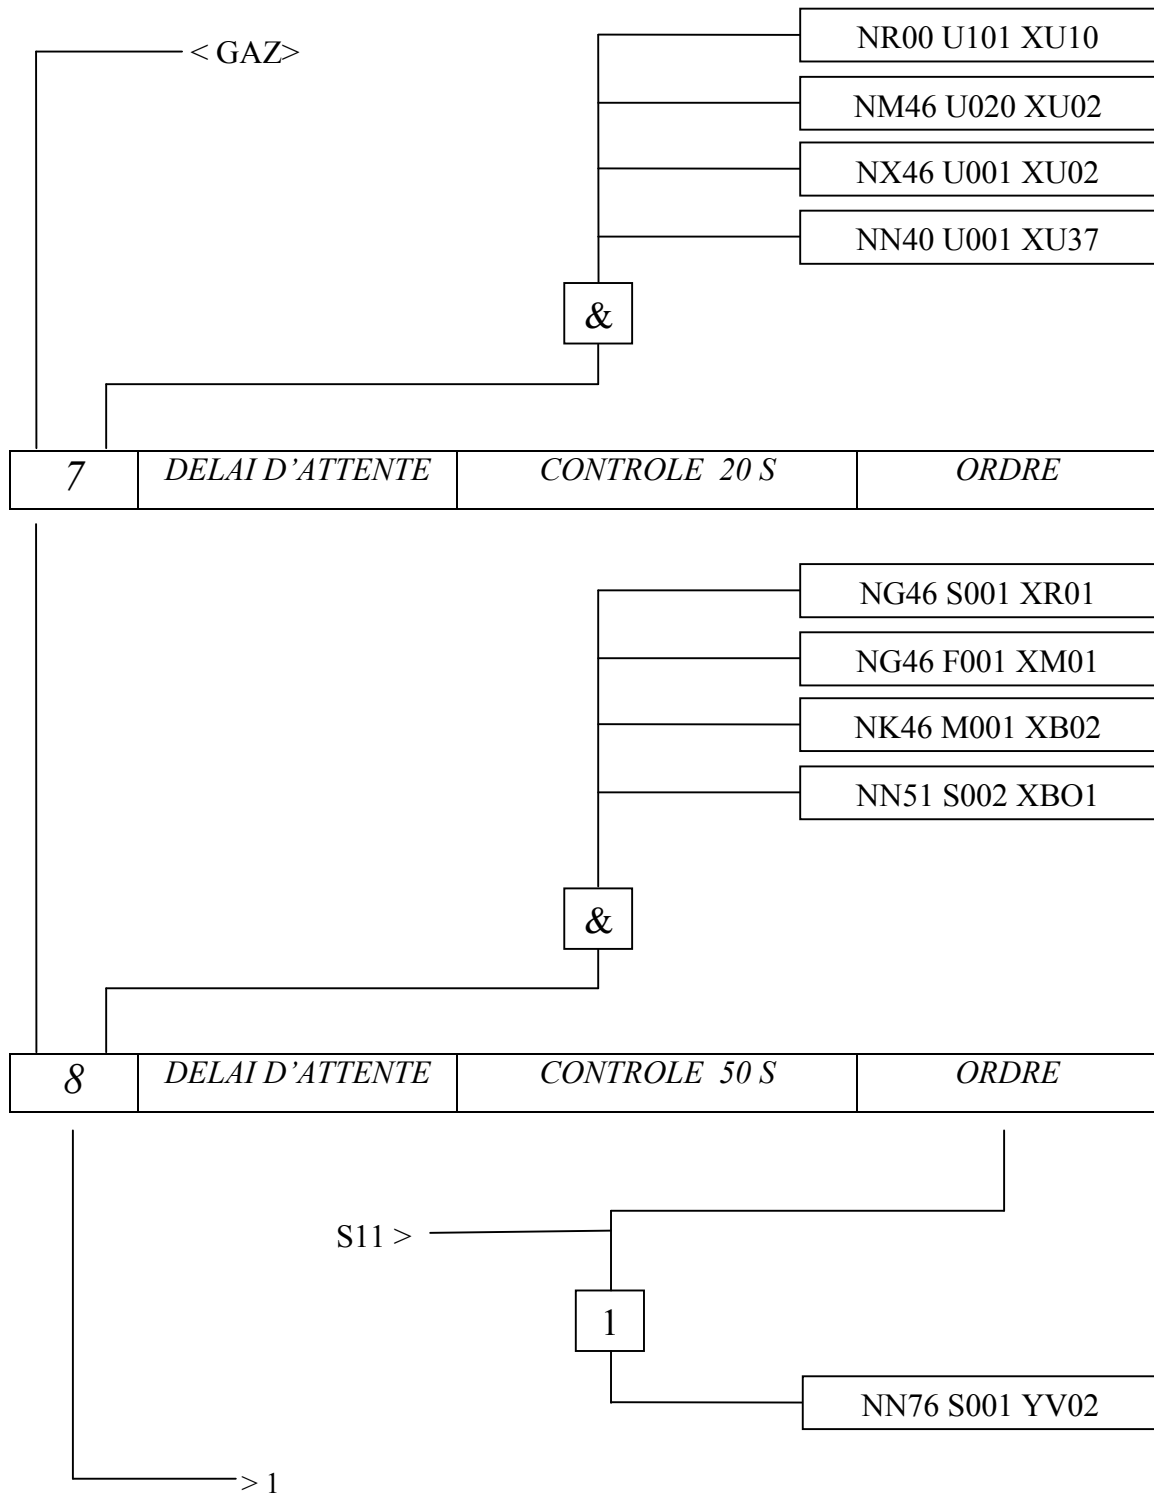 < GAZ>
NR00 U101 XU10
NM46 U020 XU02
NX46 U001 XU02
NN40 U001 XU37
&
7 DELAI D’ATTENTE CONTROLE 20 S ORDRE
NG46 S001 XR01
NG46 F001 XM01
NK46 M001 XB02
NN51 S002 XBO1
&
8 DELAI D’ATTENTE CONTROLE 50 S ORDRE
S11 >
1
NN76 S001 YV02
> 1